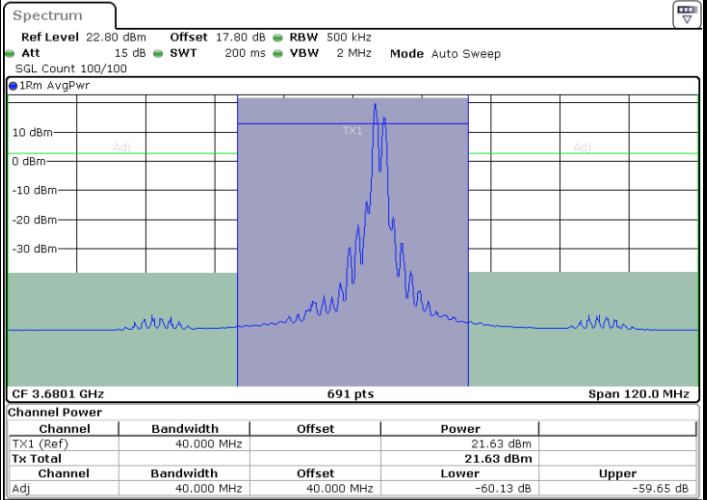 Spectrum
Ref Level 22.80 dBm Offset 17.80 dB RBW 500 kHz
Att 15 dB SWT 200 ms VBW 2 MHz Mode Auto Sweep
SGL Count 100/100
1Rm AvgPwr
10 dBm
TX1
Adj Adj
0 dBm
-10 dBm
-20 dBm
-30 dBm
CF 3.6801 GHz 691 pts Span 120.0 MHz
Channel Power
Channel Bandwidth Offset Power
TX1 (Ref) 40.000 MHz 21.63 dBm
Tx Total 21.63 dBm
Channel Bandwidth Offset Lower Upper
Adj 40.000 MHz 40.000 MHz -60.13 dB -59.65 dB